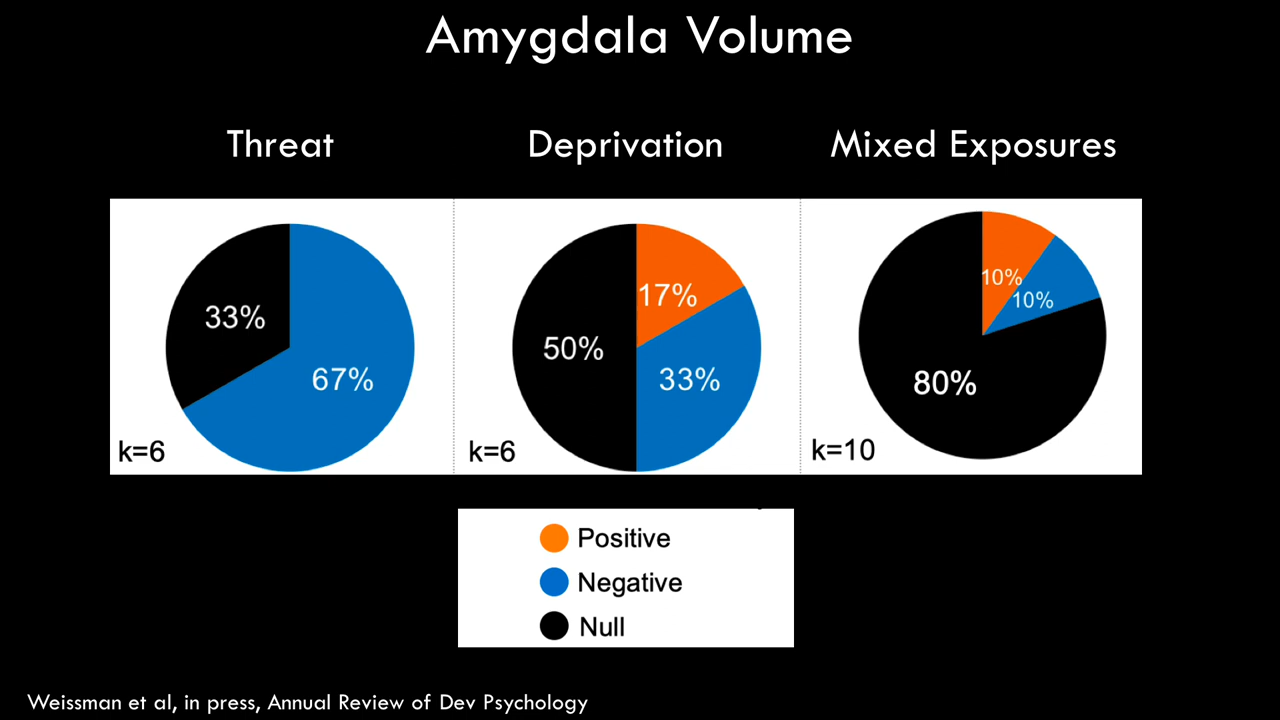 Amygdala Volume
Threat
Deprivation
Mixed Exposures
33%
67%
k=6
17%
50%
33%
k=6
10%
10%
80%
k=10
Positive
Negative
Null
Weissman et al, in press, Annual Review of Dev Psychology